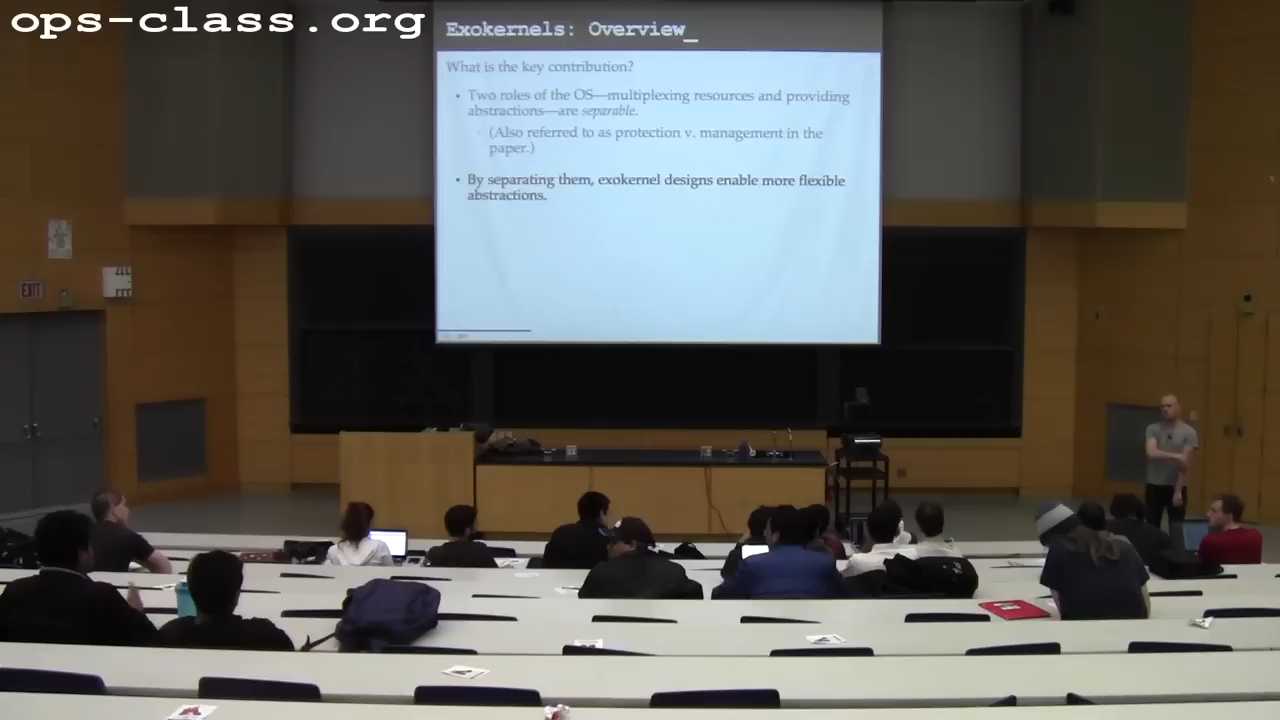 ops-class.org
Exokernels: Overview_
What is the key contribution?
• Two roles of the OS—multiplexing resources and providing
abstractions—are separable.
◦ (Also referred to as protection v. management in the
paper.)
• By separating them, exokernel designs enable more flexible
abstractions.
EXIT